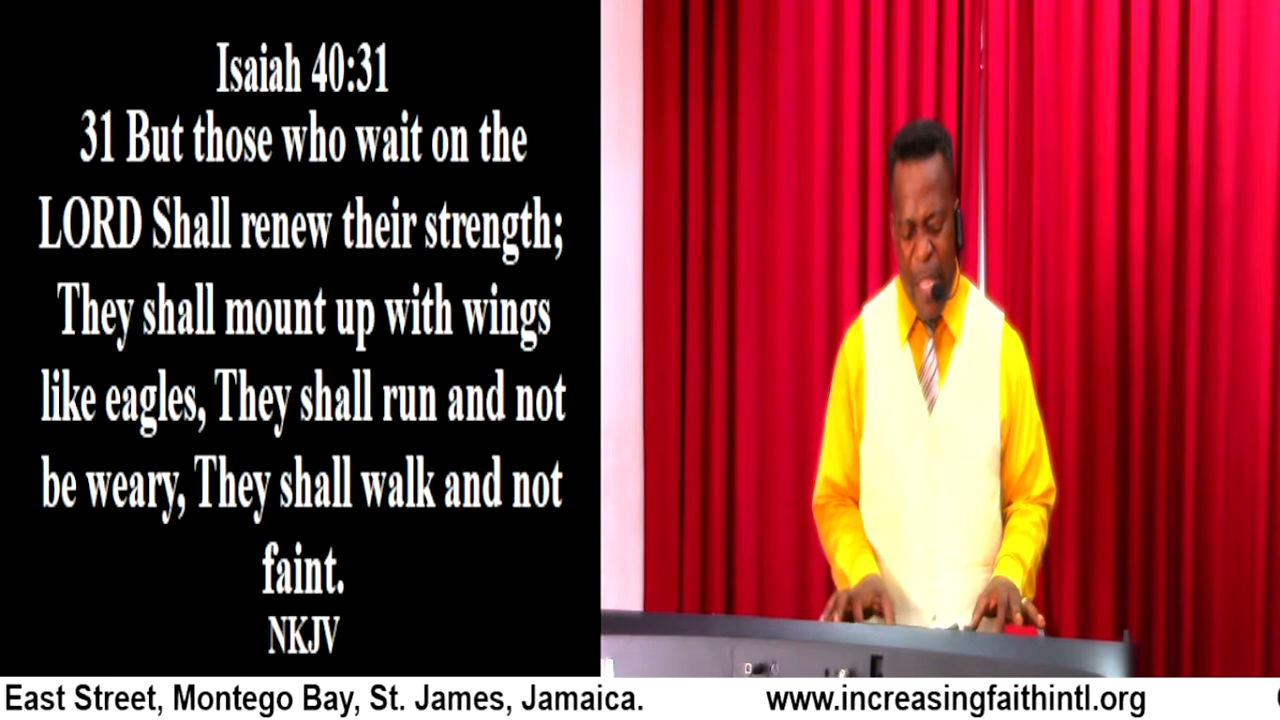 Isaiah 40:31
31 But those who wait on the
LORD Shall renew their strength;
They shall mount up with wings
like eagles, They shall run and not
be weary, They shall walk and not
faint.
NKJV
East Street, Montego Bay, St. James, Jamaica. www.increasingfaithintl.org